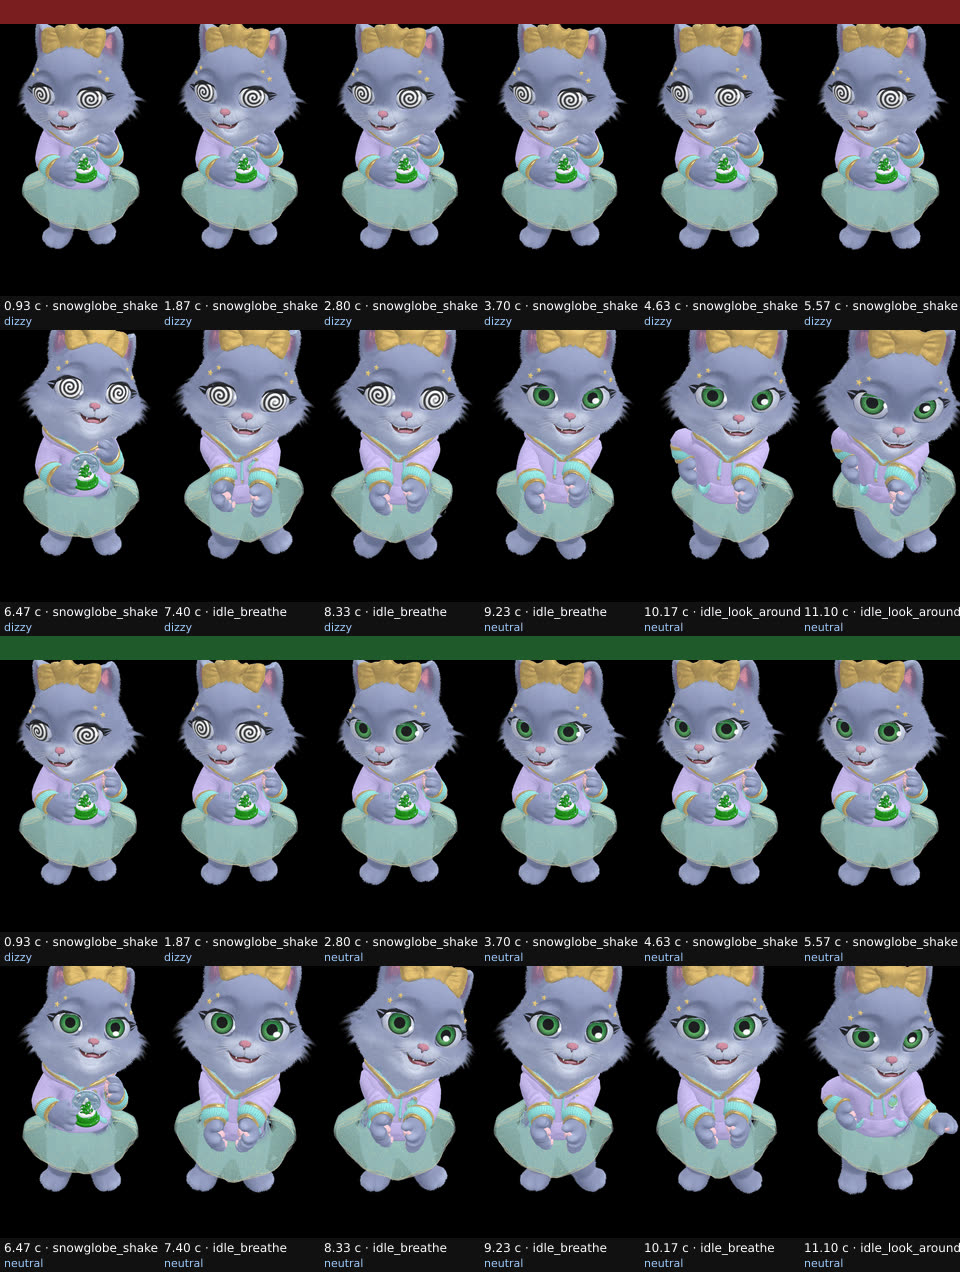 0.93 с · snowglobe_shake 1.87 с · snowglobe_shake 2.80 с · snowglobe_shake 3.70 с · snowglobe_shake 4.63 с · snowglobe_shake 5.57 с · snowglobe_shake
dizzy dizzy dizzy dizzy dizzy dizzy
6.47 с · snowglobe_shake 7.40 с · idle_breathe 8.33 с · idle_breathe 9.23 с · idle_breathe 10.17 с · idle_look_around 11.10 с · idle_look_around
dizzy dizzy dizzy neutral neutral neutral
0.93 с · snowglobe_shake 1.87 с · snowglobe_shake 2.80 с · snowglobe_shake 3.70 с · snowglobe_shake 4.63 с · snowglobe_shake 5.57 с · snowglobe_shake
dizzy dizzy neutral neutral neutral neutral
6.47 с · snowglobe_shake 7.40 с · idle_breathe 8.33 с · idle_breathe 9.23 с · idle_breathe 10.17 с · idle_breathe 11.10 с · idle_look_around
neutral neutral neutral neutral neutral neutral